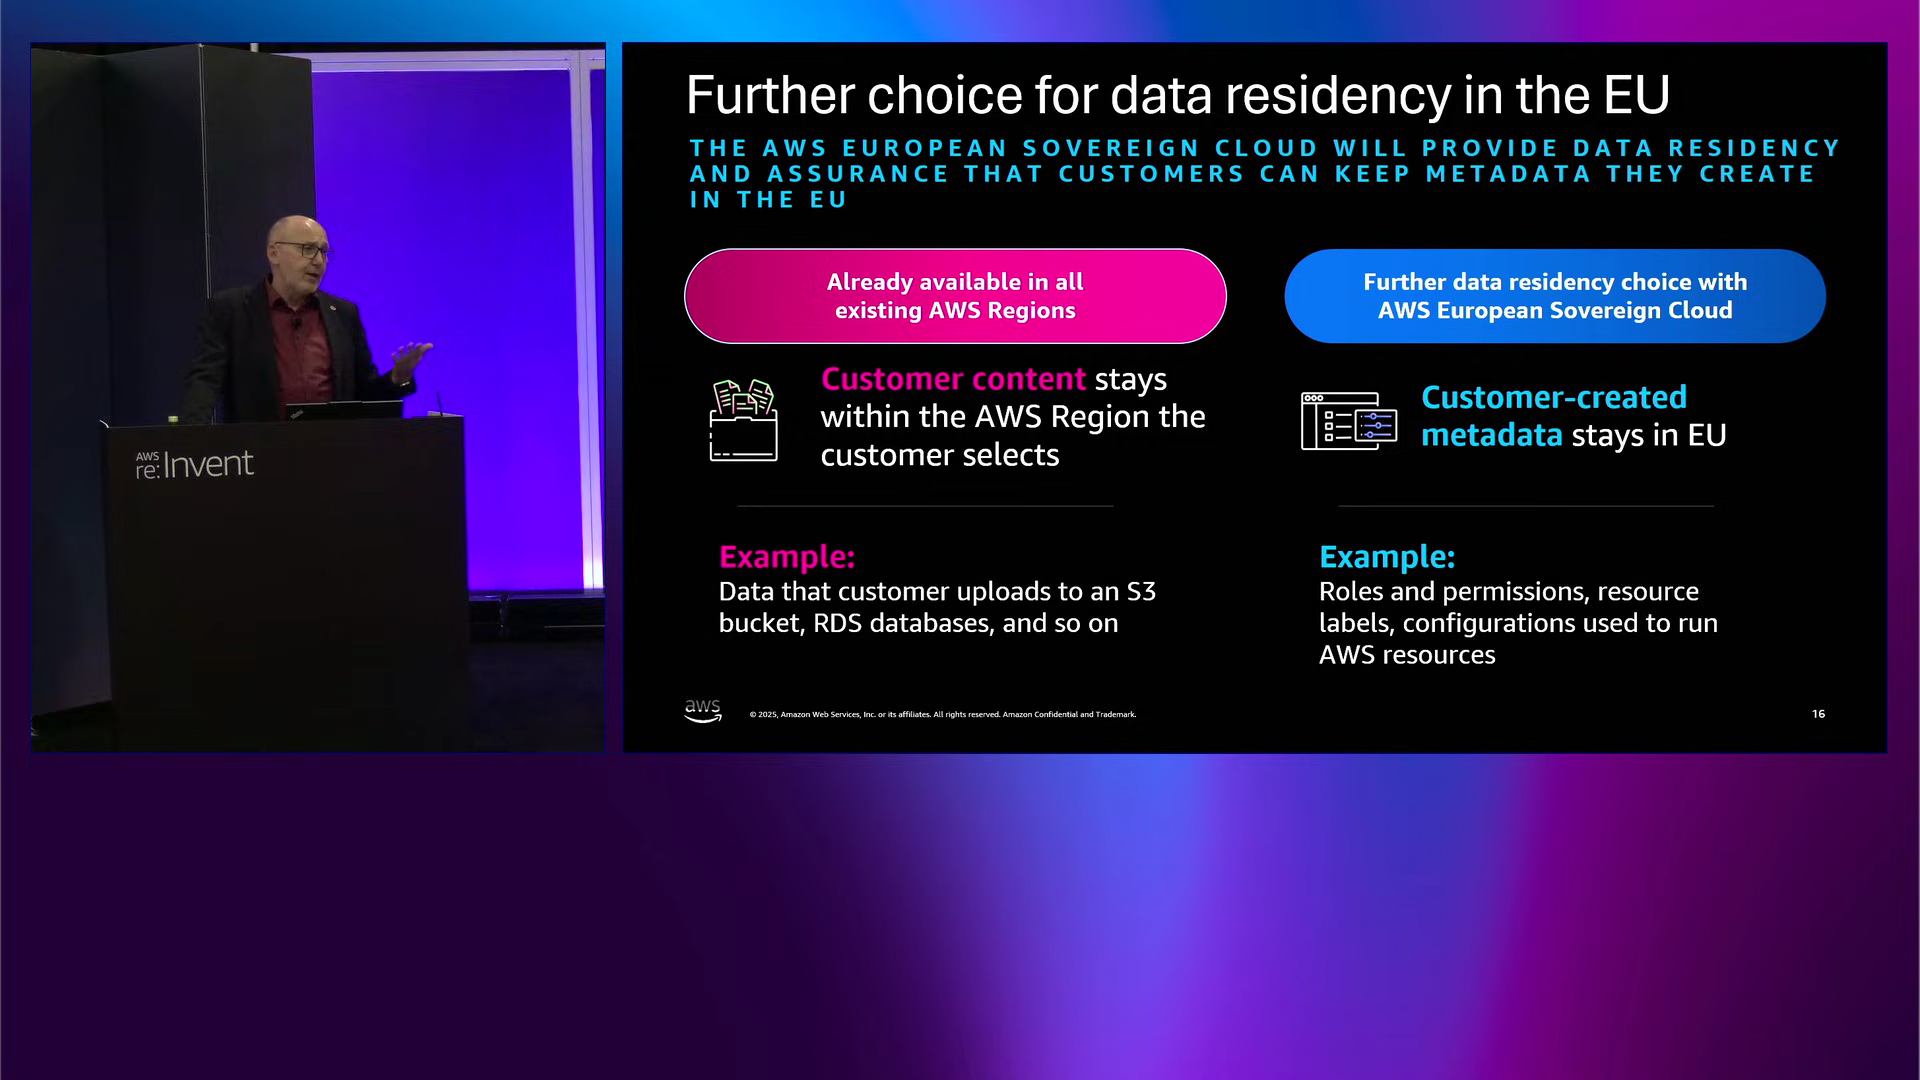 AWS
re:Invent
Further choice for data residency in the EU
THE AWS EUROPEAN SOVEREIGN CLOUD WILL PROVIDE DATA RESIDENCY
AND ASSURANCE THAT CUSTOMERS CAN KEEP METADATA THEY CREATE
IN THE EU
Already available in all
existing AWS Regions
Customer content stays
within the AWS Region the
customer selects
Example:
Data that customer uploads to an S3
bucket, RDS databases, and so on
Further data residency choice with
AWS European Sovereign Cloud
Customer-created
metadata stays in EU
Example:
Roles and permissions, resource
labels, configurations used to run
AWS resources
aws
© 2025, Amazon Web Services, Inc. or its affiliates. All rights reserved. Amazon Confidential and Trademark.
16